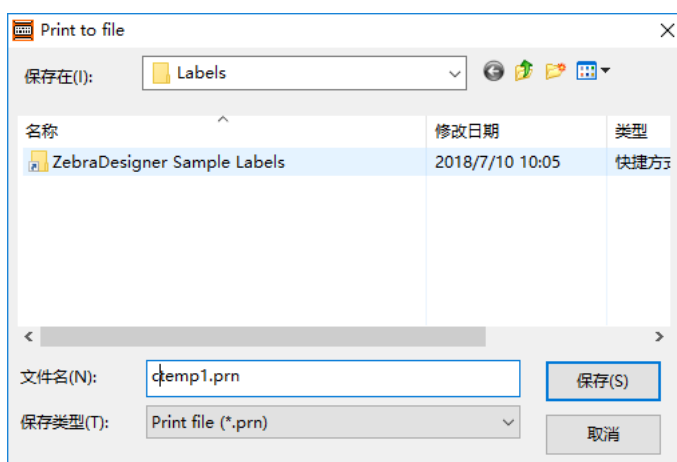 Print to file
保存在(I): Labels
名称 修改日期 类型
ZebraDesigner Sample Labels 2018/7/10 10:05 快捷方式
文件名(N): ctemp1.prn 保存(S)
保存类型(T): Print file (*.prn) 取消